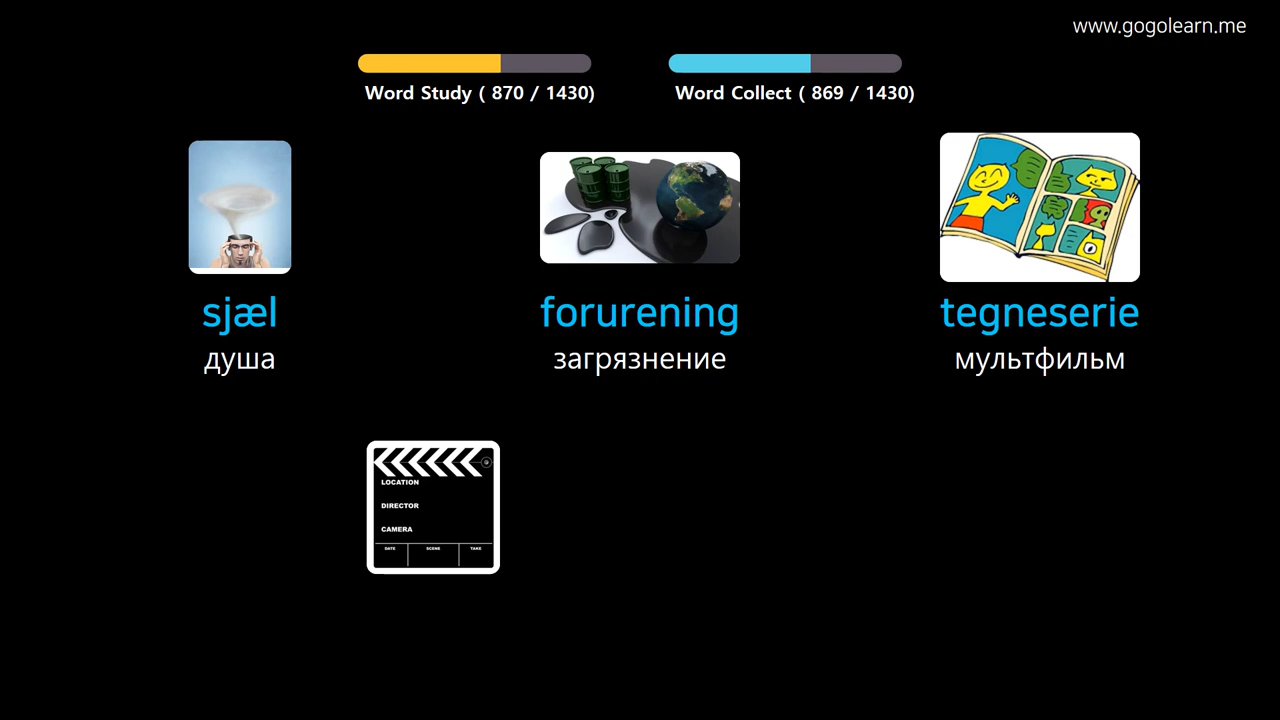 www.gogolearn.me
Word Study ( 870 / 1430)
Word Collect ( 869 / 1430)
sjæl
душа
forurening
загрязнение
tegneserie
мультфильм
LOCATION
DIRECTOR
CAMERA
DATE SCENE TAKE